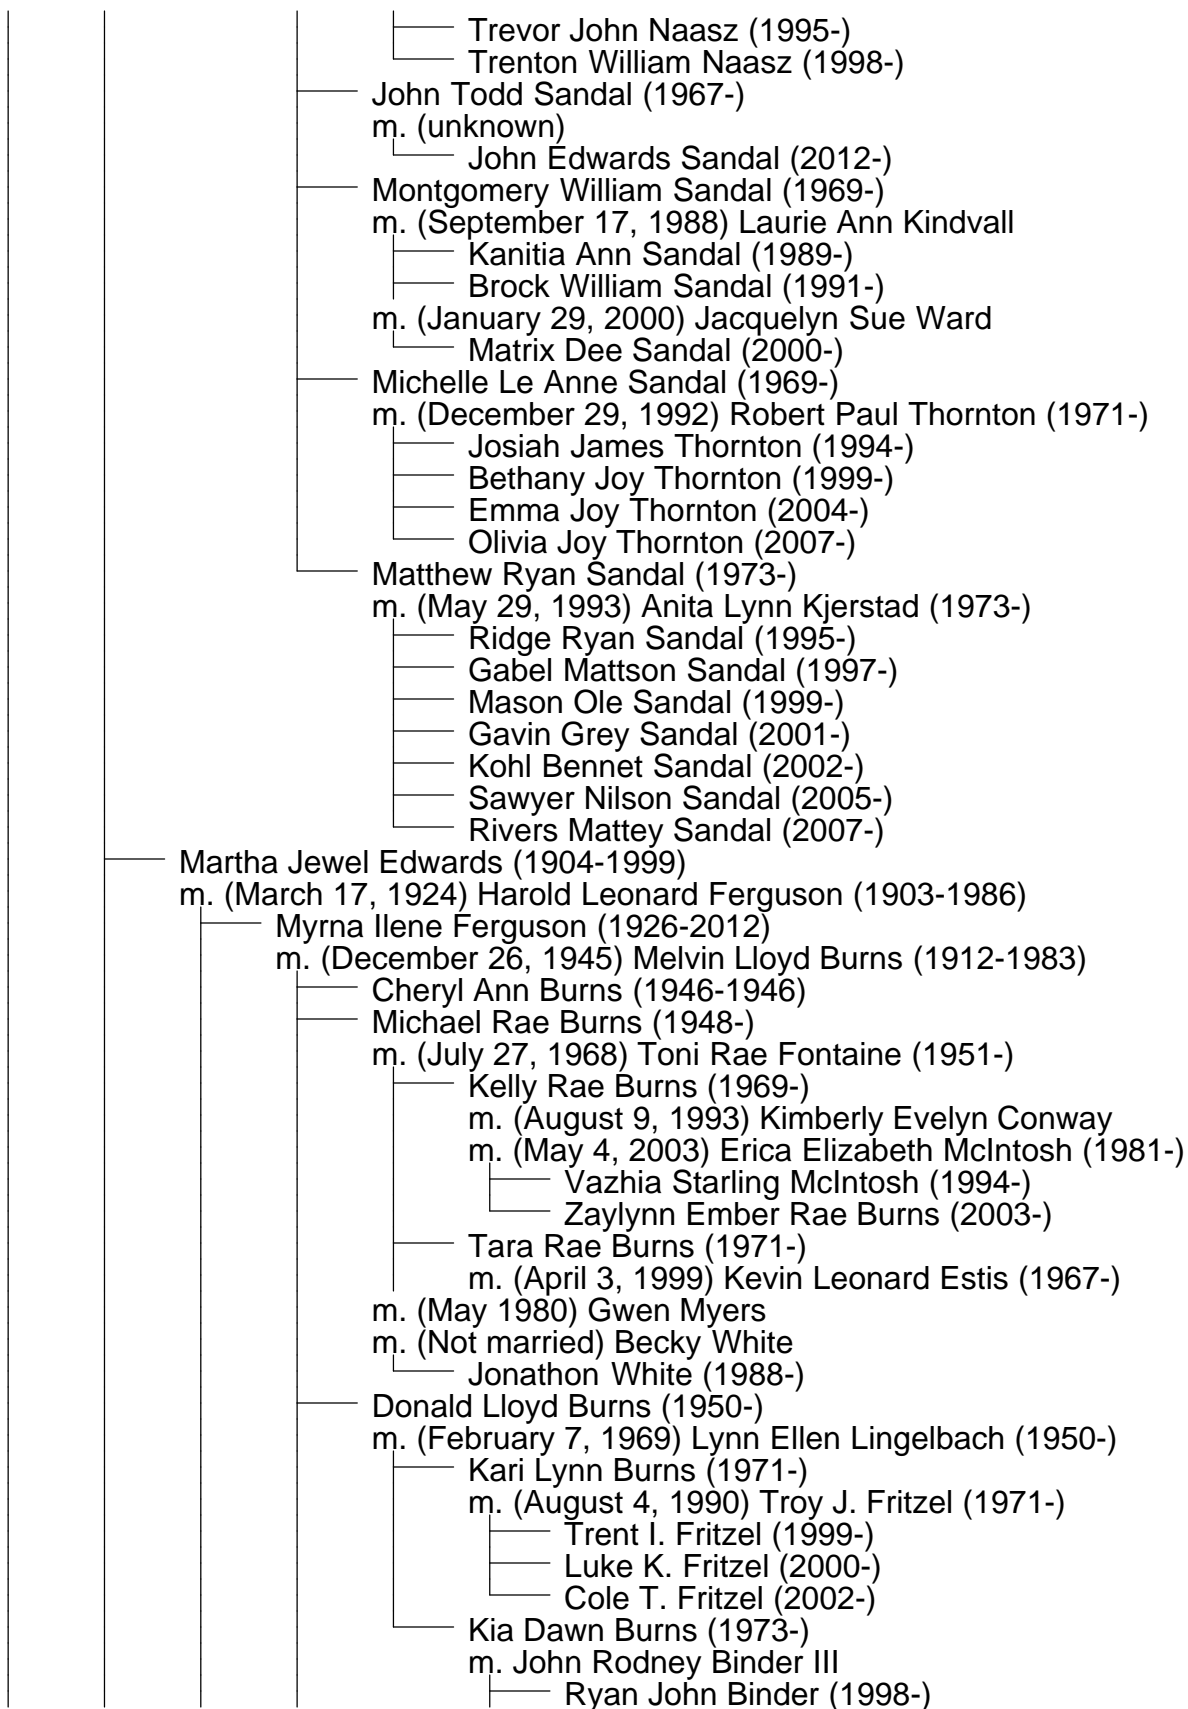 Trevor John Naasz (1995-)
Trenton William Naasz (1998-)
John Todd Sandal (1967-)
m. (unknown)
John Edwards Sandal (2012-)
Montgomery William Sandal (1969-)
m. (September 17, 1988) Laurie Ann Kindvall
Kanitia Ann Sandal (1989-)
Brock William Sandal (1991-)
m. (January 29, 2000) Jacquelyn Sue Ward
Matrix Dee Sandal (2000-)
Michelle Le Anne Sandal (1969-)
m. (December 29, 1992) Robert Paul Thornton (1971-)
Josiah James Thornton (1994-)
Bethany Joy Thornton (1999-)
Emma Joy Thornton (2004-)
Olivia Joy Thornton (2007-)
Matthew Ryan Sandal (1973-)
m. (May 29, 1993) Anita Lynn Kjerstad (1973-)
Ridge Ryan Sandal (1995-)
Gabel Mattson Sandal (1997-)
Mason Ole Sandal (1999-)
Gavin Grey Sandal (2001-)
Kohl Bennet Sandal (2002-)
Sawyer Nilson Sandal (2005-)
Rivers Mattey Sandal (2007-)
Martha Jewel Edwards (1904-1999)
m. (March 17, 1924) Harold Leonard Ferguson (1903-1986)
Myrna Ilene Ferguson (1926-2012)
m. (December 26, 1945) Melvin Lloyd Burns (1912-1983)
Cheryl Ann Burns (1946-1946)
Michael Rae Burns (1948-)
m. (July 27, 1968) Toni Rae Fontaine (1951-)
Kelly Rae Burns (1969-)
m. (August 9, 1993) Kimberly Evelyn Conway
m. (May 4, 2003) Erica Elizabeth McIntosh (1981-)
Vazhia Starling McIntosh (1994-)
Zaylynn Ember Rae Burns (2003-)
Tara Rae Burns (1971-)
m. (April 3, 1999) Kevin Leonard Estis (1967-)
m. (May 1980) Gwen Myers
m. (Not married) Becky White
Jonathon White (1988-)
Donald Lloyd Burns (1950-)
m. (February 7, 1969) Lynn Ellen Lingelbach (1950-)
Kari Lynn Burns (1971-)
m. (August 4, 1990) Troy J. Fritzel (1971-)
Trent I. Fritzel (1999-)
Luke K. Fritzel (2000-)
Cole T. Fritzel (2002-)
Kia Dawn Burns (1973-)
m. John Rodney Binder III
Ryan John Binder (1998-)